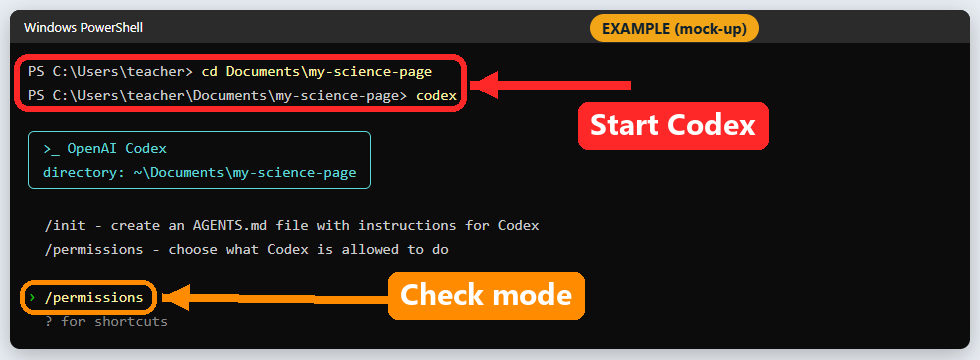 Windows PowerShell
EXAMPLE (mock-up)
PS C:\Users\teacher> cd Documents\my-science-page
PS C:\Users\teacher\Documents\my-science-page> codex
Start Codex
>_ OpenAI Codex
directory: ~\Documents\my-science-page
/init - create an AGENTS.md file with instructions for Codex
/permissions - choose what Codex is allowed to do
› /permissions
Check mode
? for shortcuts